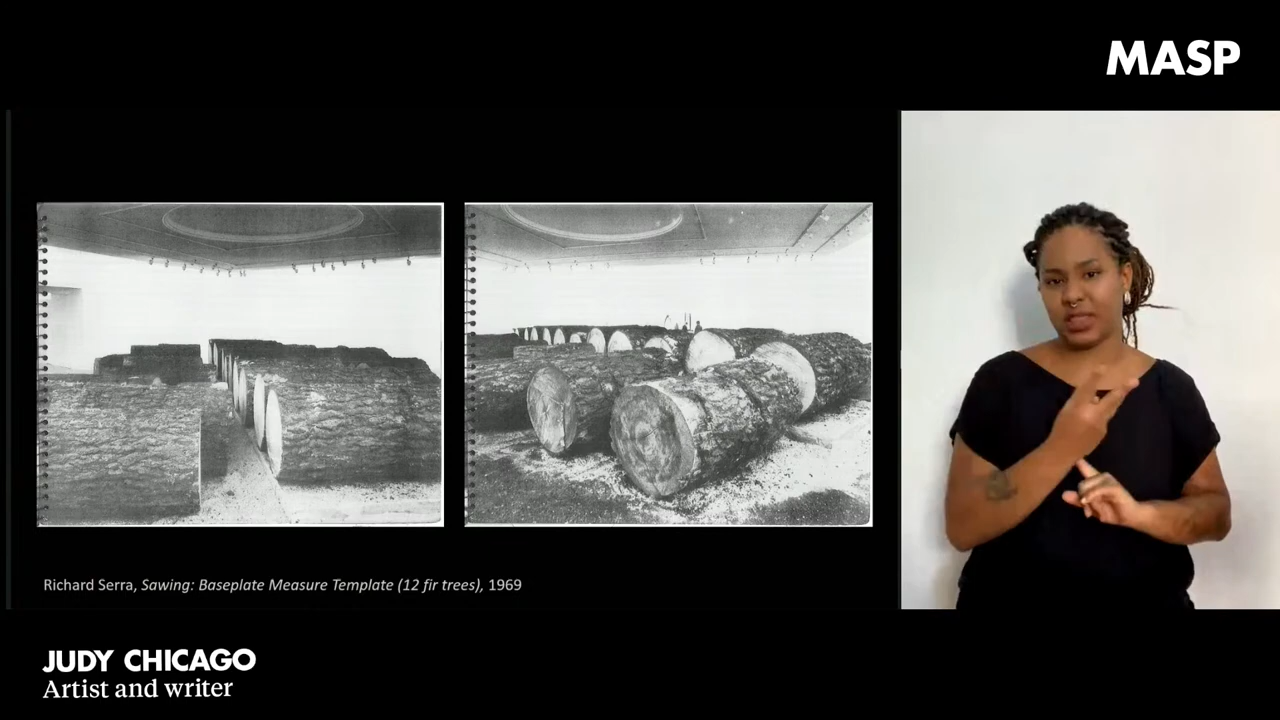 MASP
Richard Serra, Sawing: Baseplate Measure Template (12 fir trees), 1969
JUDY CHICAGO
Artist and writer